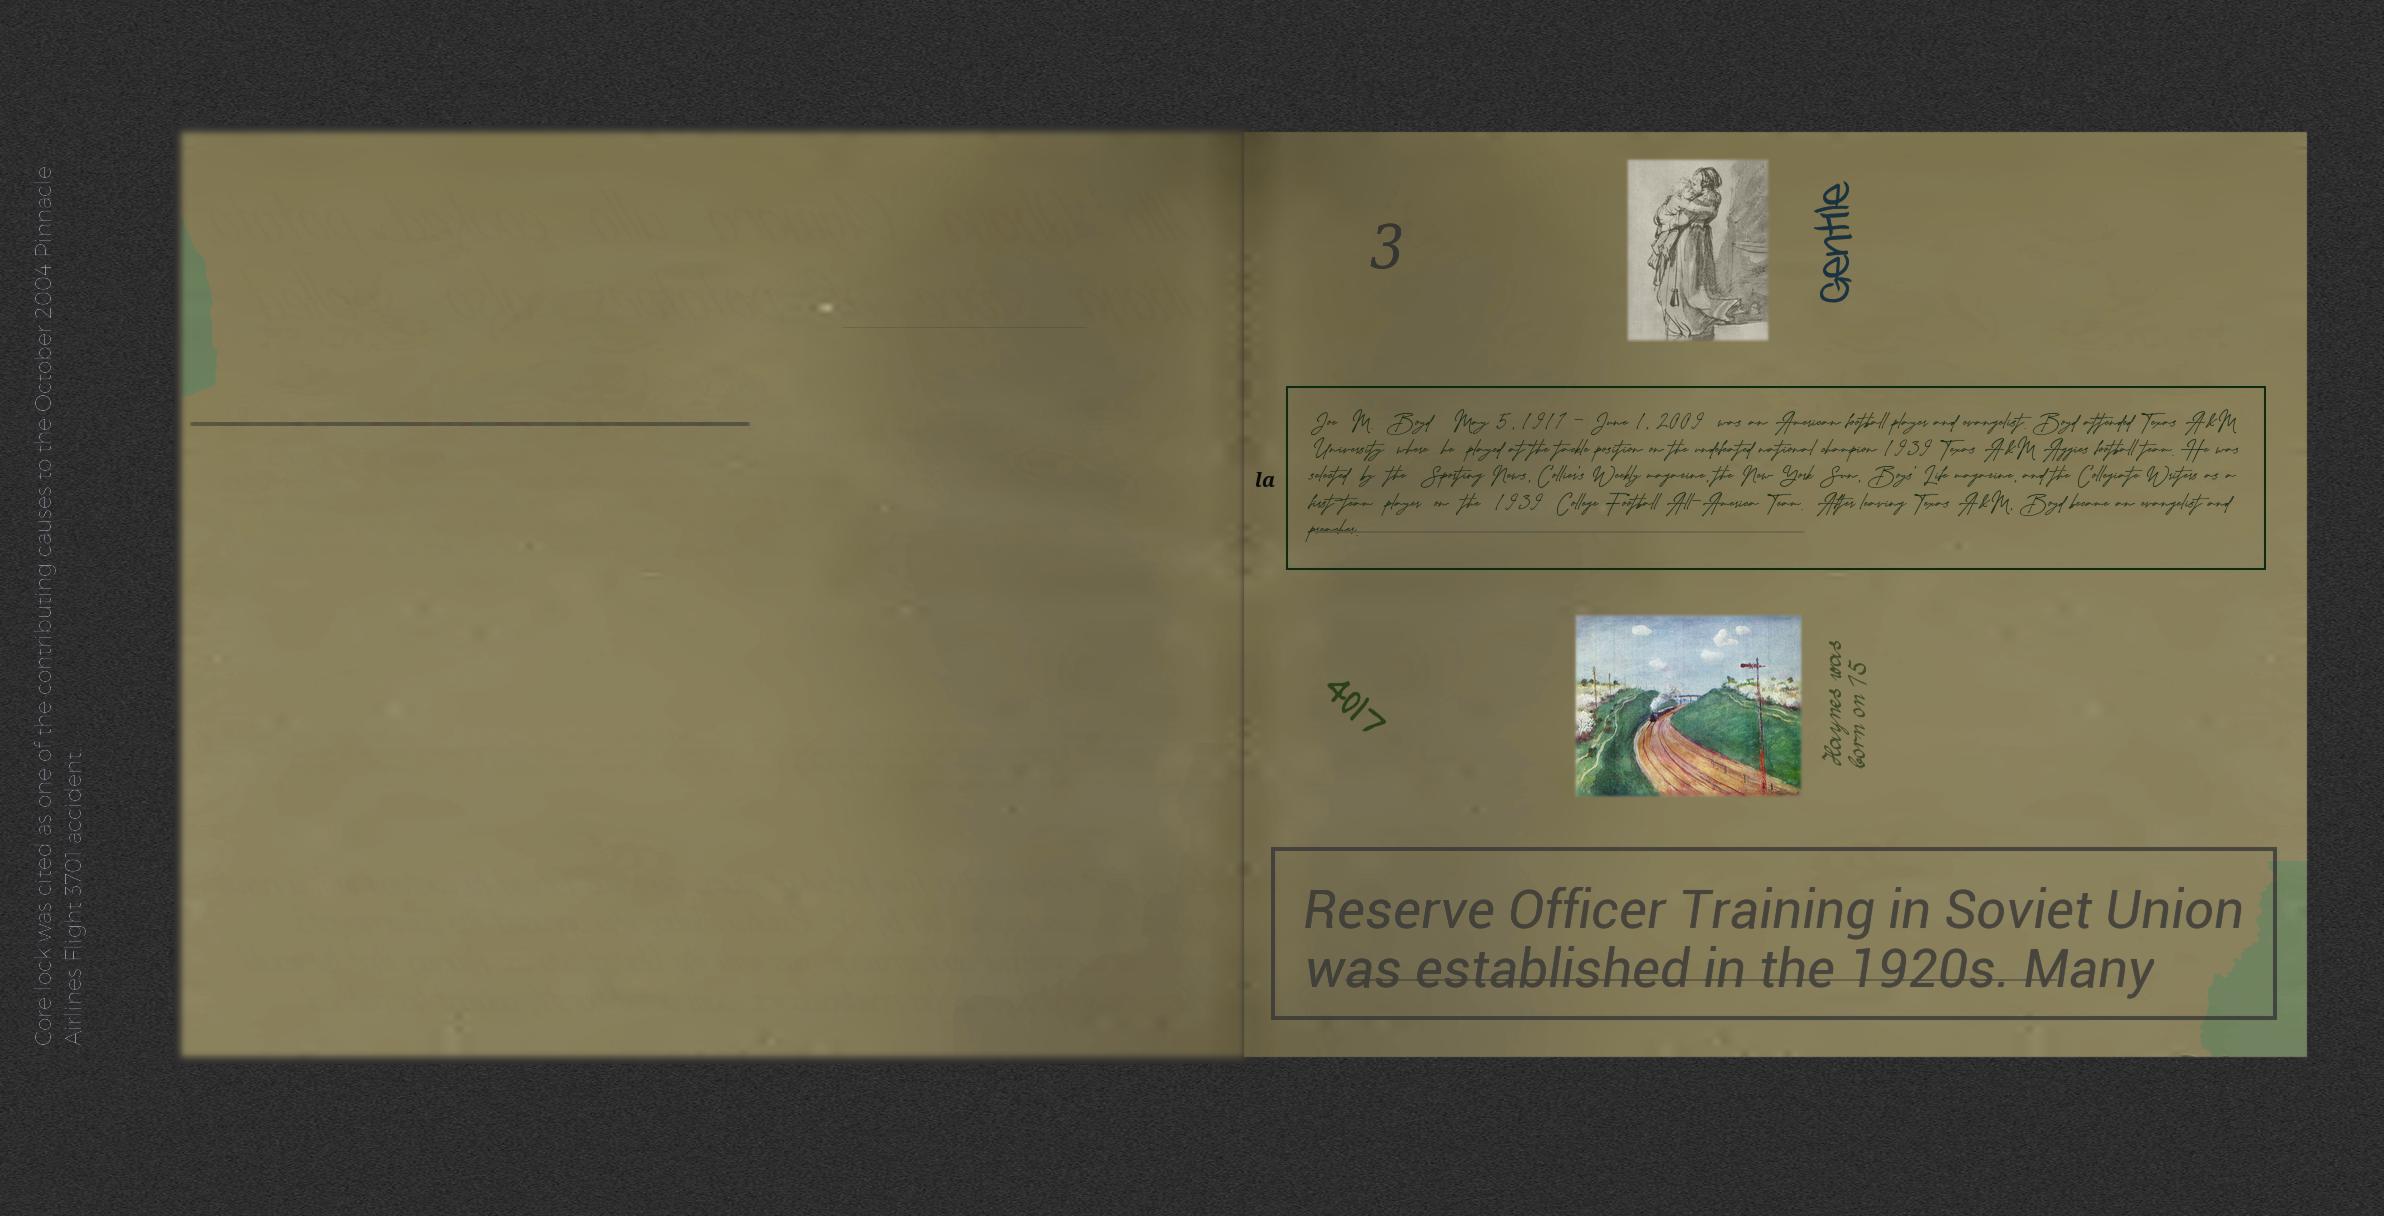 Core lock was cited as one of the contributing causes to the October 2004 Pinnacle
Airlines Flight 3701 accident.
3
Gentle
la
Joe M. Boyd May 5, 1917 – June 1, 2009 was an American football player and evangelist. Boyd attended Texas A&M
University where he played at the tackle position on the undefeated national champion 1939 Texas A&M Aggies football team. He was
selected by the Sporting News, Collier's Weekly magazine, the New York Sun, Boys' Life magazine, and the Collegiate Writers as a
first-team player on the 1939 College Football All-America Team. After leaving Texas A&M, Boyd became an evangelist and
preacher.
40/7
Haynes was
born on 15
Reserve Officer Training in Soviet Union
was established in the 1920s. Many